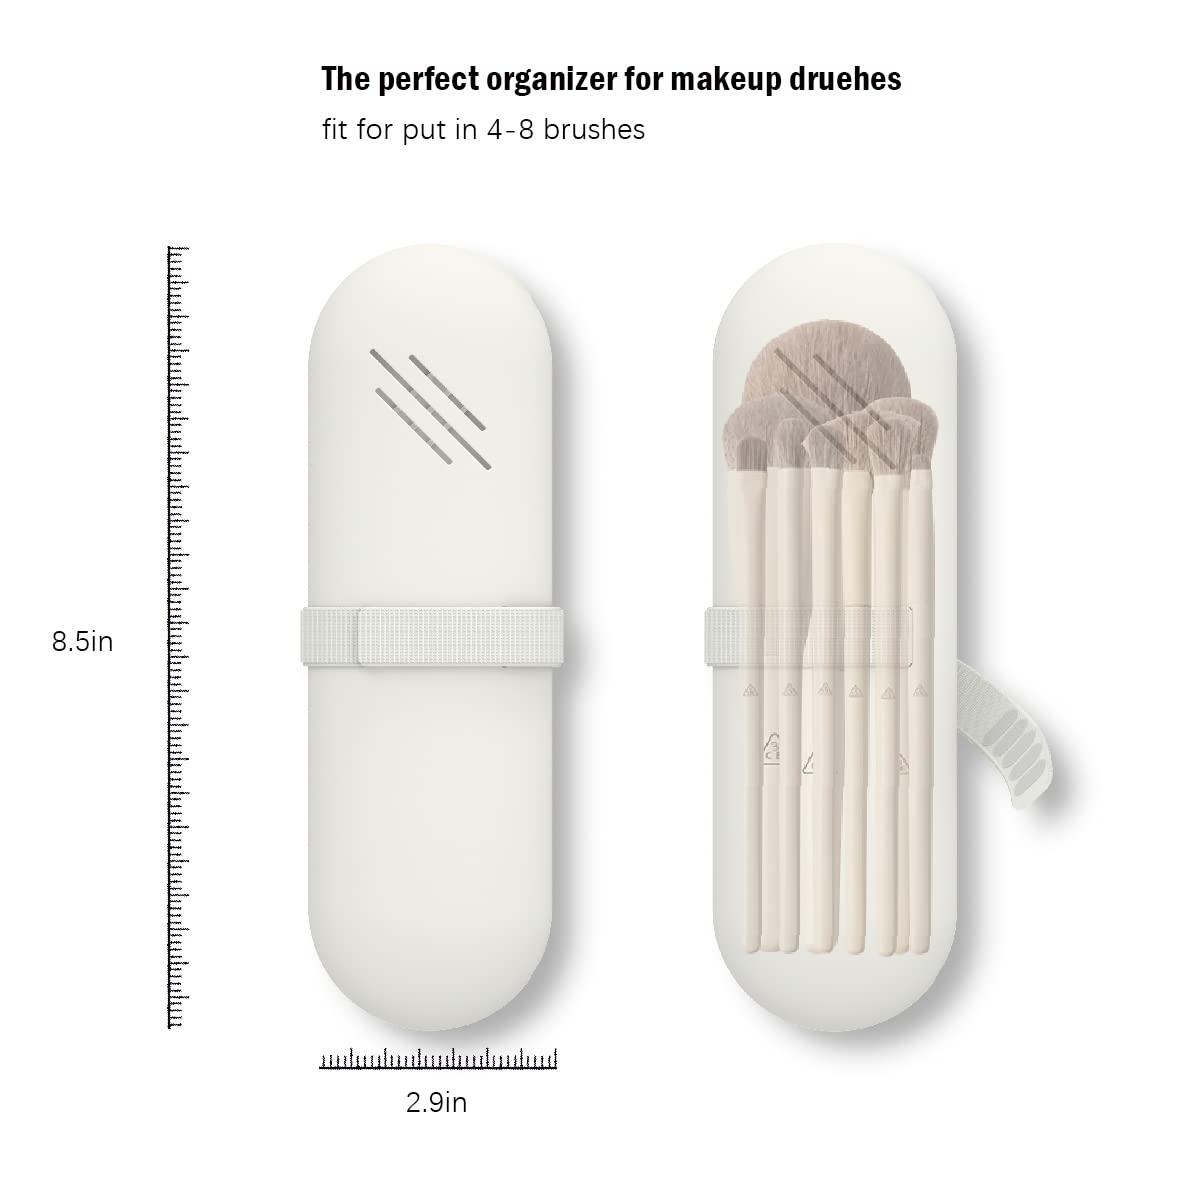 The perfect organizer for makeup druehes
fit for put in 4-8 brushes
8.5in
2.9in